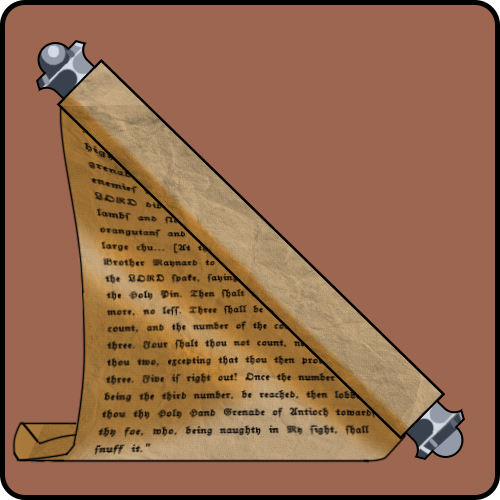 high
grenad
enemieſ
LORD did
lambſ and ſl
orangutanſ and
large chu... [At th
Brother Maynard to
the LORD ſpake, ſaying
the Holy Pin. Then ſhalt
more, no leſſ. Three ſhall be
count, and the number of the co
three. Four ſhalt thou not count, n
thou two, excepting that thou then pro
three. Five is right out! Once the number
being the third number, be reached, then lobb
thou thy Holy Hand Grenade of Antioch toward
thy foe, who, being naughty in My ſight, ſhall
ſnuff it."